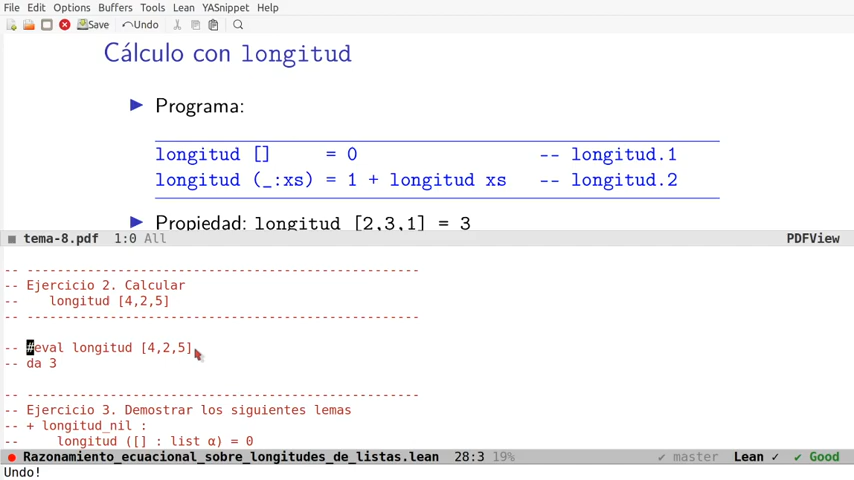 File Edit Options Buffers Tools Lean YASnippet Help
Save Undo
Cálculo con longitud
Programa:
longitud [] = 0 -- longitud.1
longitud (_:xs) = 1 + longitud xs -- longitud.2
Propiedad: longitud [2,3,1] = 3
tema-8.pdf 1:0 All PDFView
-- --------------------------------------------------
-- Ejercicio 2. Calcular
-- longitud [4,2,5]
-- --------------------------------------------------
-- #eval longitud [4,2,5]
-- da 3
-- --------------------------------------------------
-- Ejercicio 3. Demostrar los siguientes lemas
-- + longitud_nil :
-- longitud ([] : list α) = 0
Razonamiento_ecuacional_sobre_longitudes_de_listas.lean 28:3 19% ✔ master Lean ✓ ✔ Good
Undo!